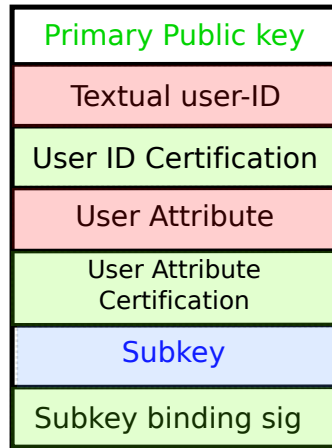 Primary Public key
Textual user-ID
User ID Certification
User Attribute
User Attribute
Certification
Subkey
Subkey binding sig